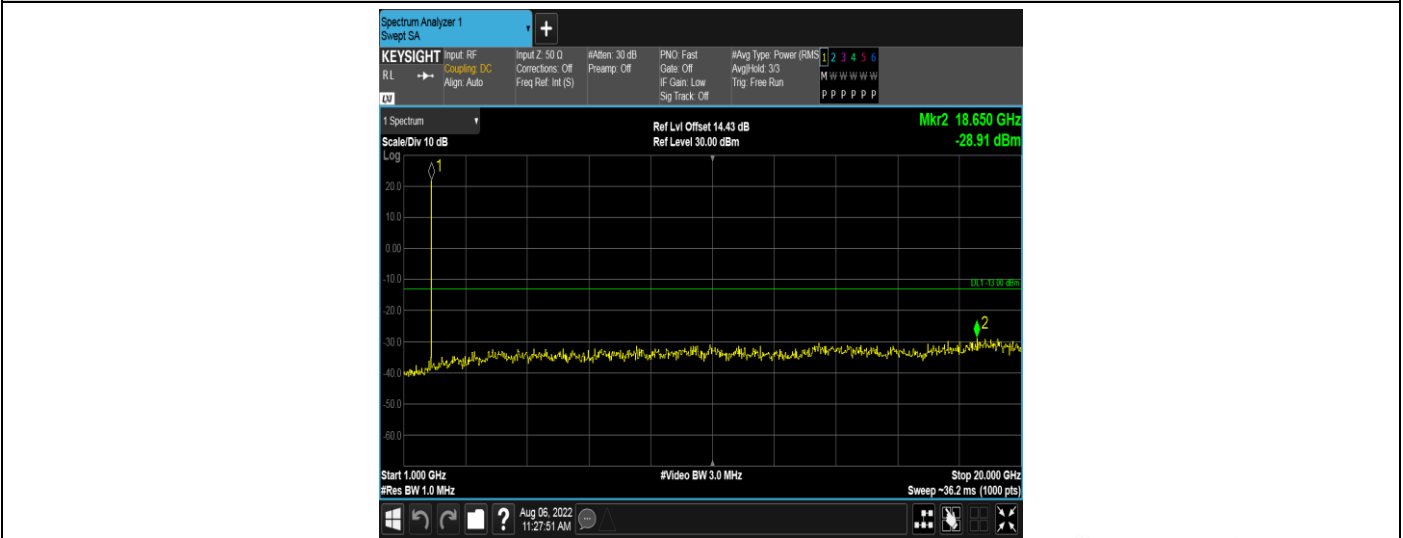 Spectrum Analyzer 1
Swept SA
+
KEYSIGHT
RL
LXI
Input: RF
Coupling: DC
Align: Auto
Input Z: 50 Ω
Corrections: Off
Freq Ref: Int (S)
#Atten: 30 dB
Preamp: Off
PNO: Fast
Gate: Off
IF Gain: Low
Sig Track: Off
#Avg Type: Power (RMS
Avg|Hold: 3/3
Trig: Free Run
1 2 3 4 5 6
M W W W W W
P P P P P P
1 Spectrum
Scale/Div 10 dB
Ref Lvl Offset 14.43 dB
Ref Level 30.00 dBm
Mkr2 18.650 GHz
-28.91 dBm
Log
1
20.0
10.0
0.00
-10.0
DL1 -13.00 dBm
-20.0
2
-30.0
-40.0
-50.0
-60.0
Start 1.000 GHz
#Video BW 3.0 MHz
Stop 20.000 GHz
#Res BW 1.0 MHz
Sweep ~36.2 ms (1000 pts)
?
Aug 06, 2022
11:27:51 AM